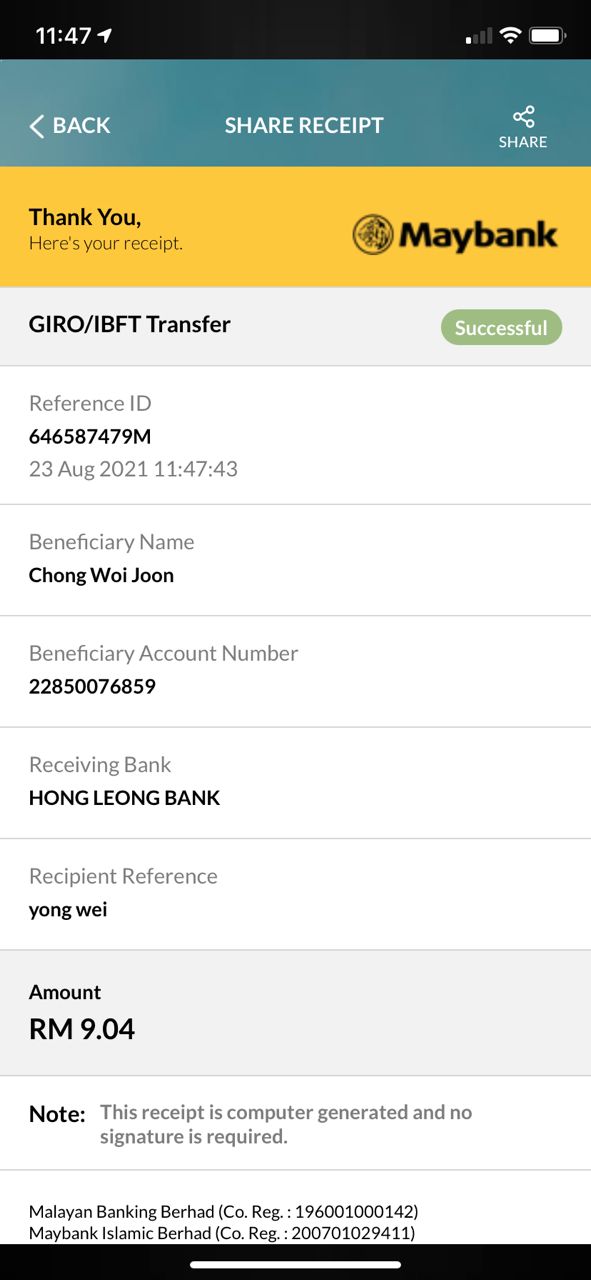 11:47
BACK
SHARE RECEIPT
SHARE
Thank You,
Here's your receipt.
Maybank
GIRO/IBFT Transfer
Successful
Reference ID
646587479M
23 Aug 2021 11:47:43
Beneficiary Name
Chong Woi Joon
Beneficiary Account Number
22850076859
Receiving Bank
HONG LEONG BANK
Recipient Reference
yong wei
Amount
RM 9.04
Note: This receipt is computer generated and no
signature is required.
Malayan Banking Berhad (Co. Reg. : 196001000142)
Maybank Islamic Berhad (Co. Reg. : 200701029411)